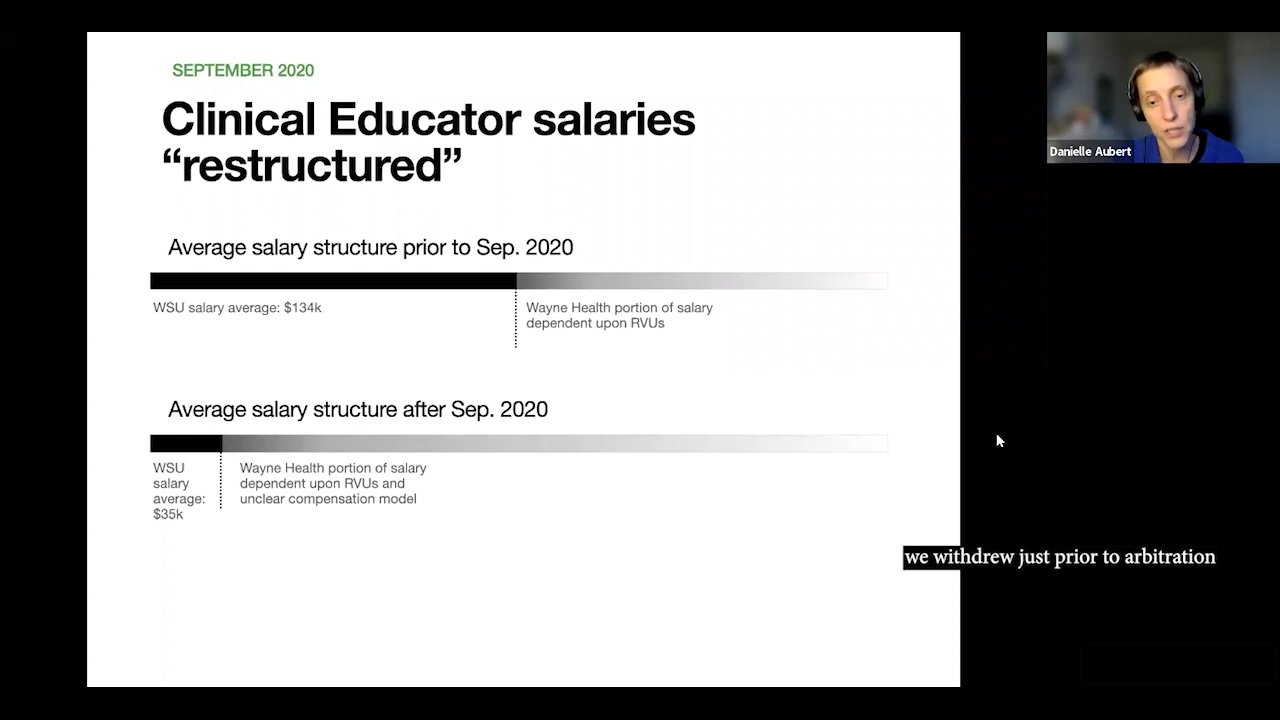 SEPTEMBER 2020
Clinical Educator salaries
“restructured”
Average salary structure prior to Sep. 2020
WSU salary average: $134k
Wayne Health portion of salary
dependent upon RVUs
Average salary structure after Sep. 2020
WSU
salary
average:
$35k
Wayne Health portion of salary
dependent upon RVUs and
unclear compensation model
Danielle Aubert
we withdrew just prior to arbitration